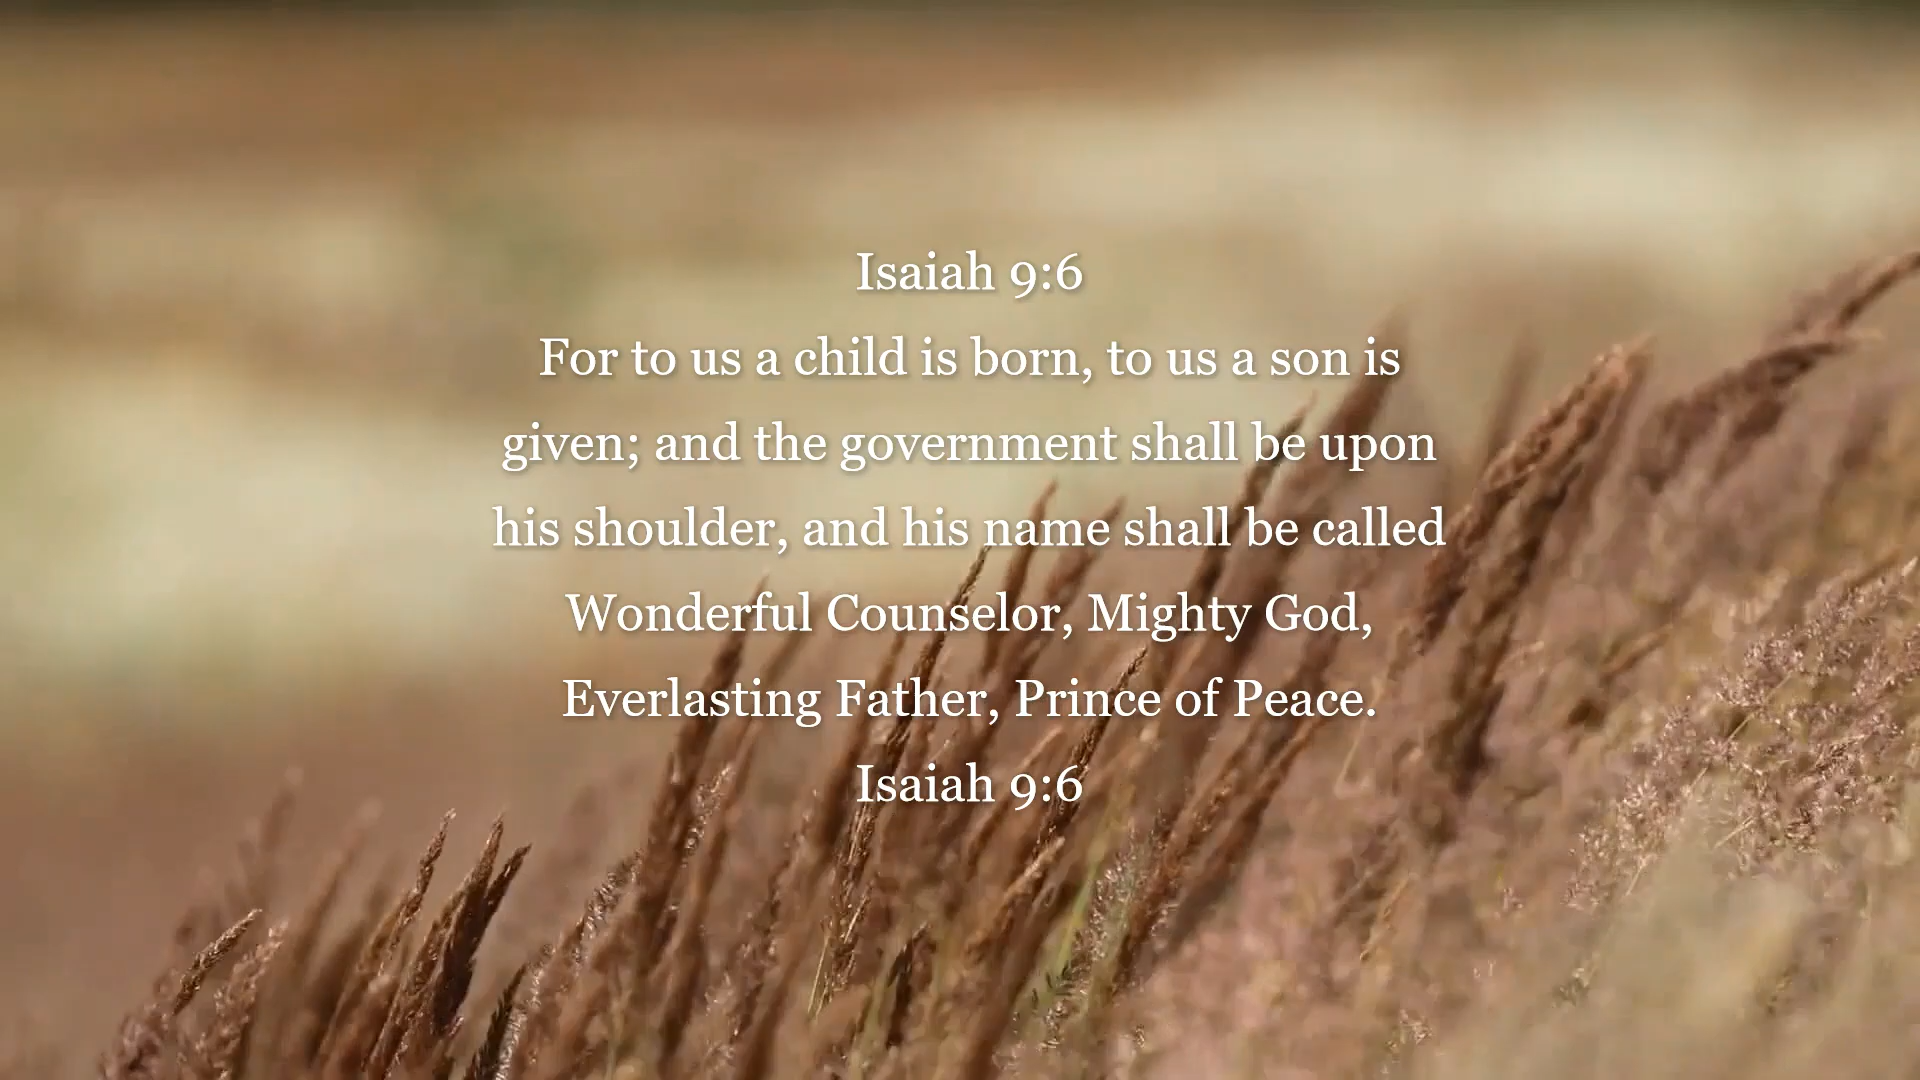 Isaiah 9:6
For to us a child is born, to us a son is
given; and the government shall be upon
his shoulder, and his name shall be called
Wonderful Counselor, Mighty God,
Everlasting Father, Prince of Peace.
Isaiah 9:6